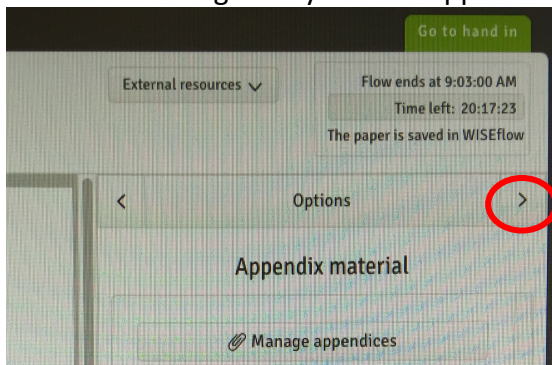 Go to hand in
External resources
Flow ends at 9:03:00 AM
Time left: 20:17:23
The paper is saved in WISEflow
Options
Appendix material
Manage appendices